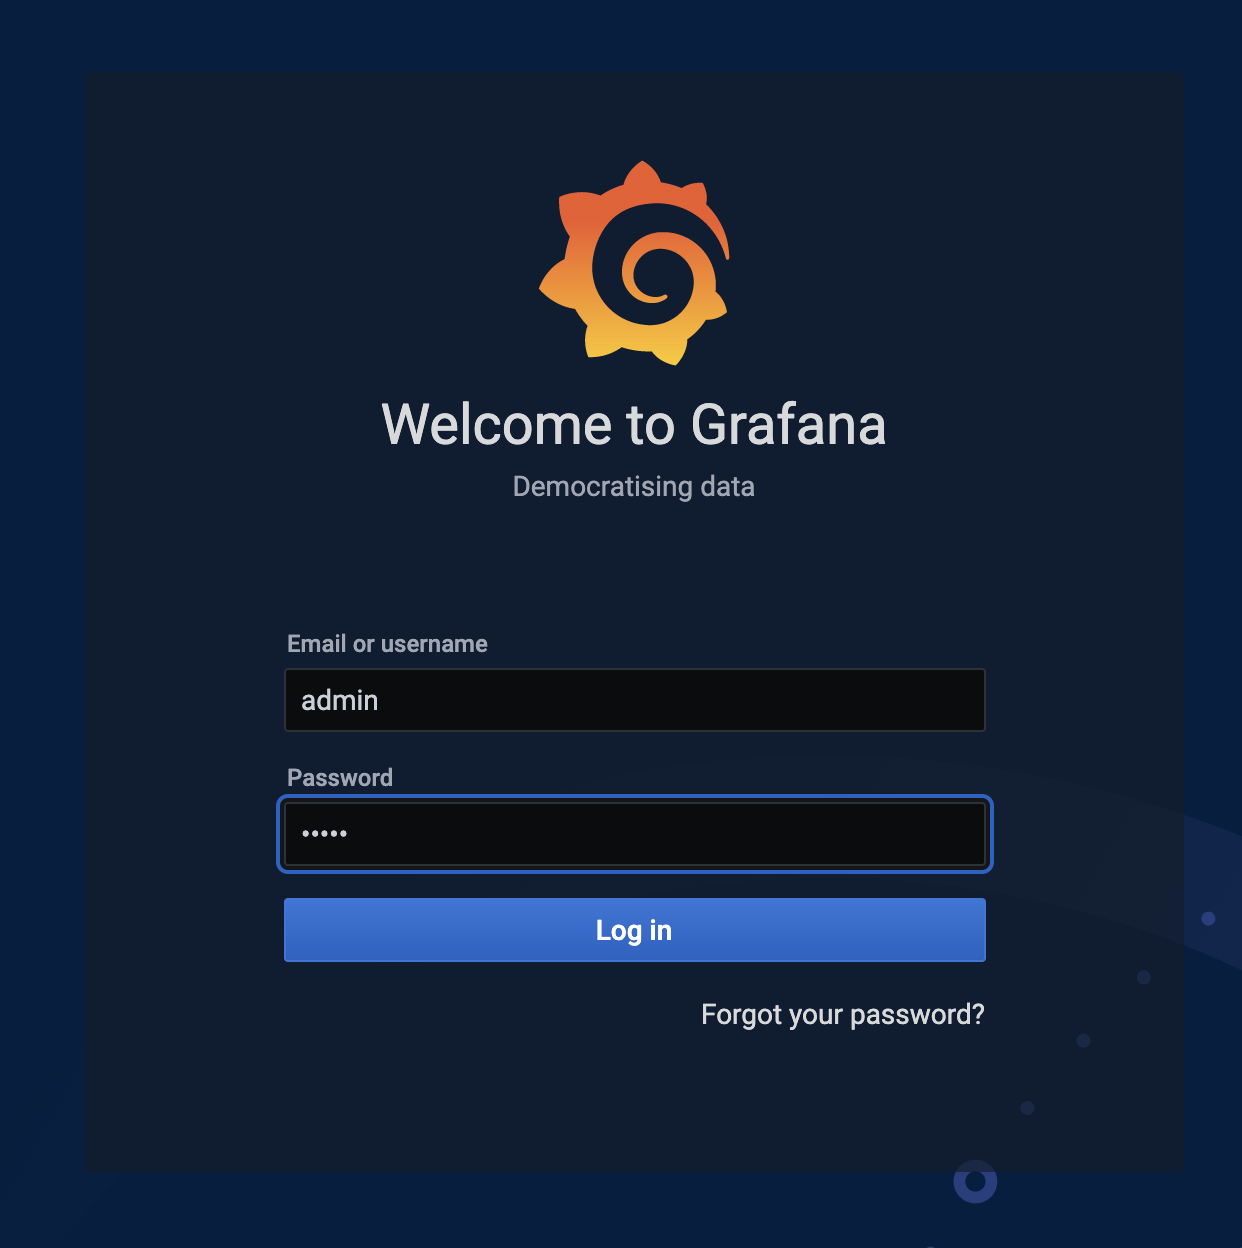 Welcome to Grafana
Democratising data
Email or username
admin
Password
•••••
Log in
Forgot your password?